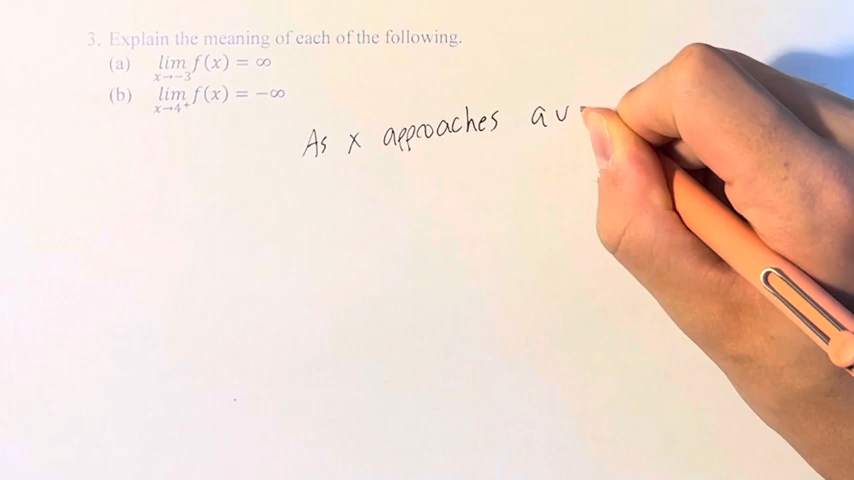 3. Explain the meaning of each of the following.
(a) lim x→−3 f(x) = ∞
(b) lim x→4⁺ f(x) = −∞
As x approaches a